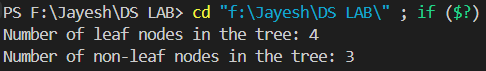 PS F:\Jayesh\DS LAB> cd "f:\Jayesh\DS LAB\" ; if ($?)
Number of leaf nodes in the tree: 4
Number of non-leaf nodes in the tree: 3